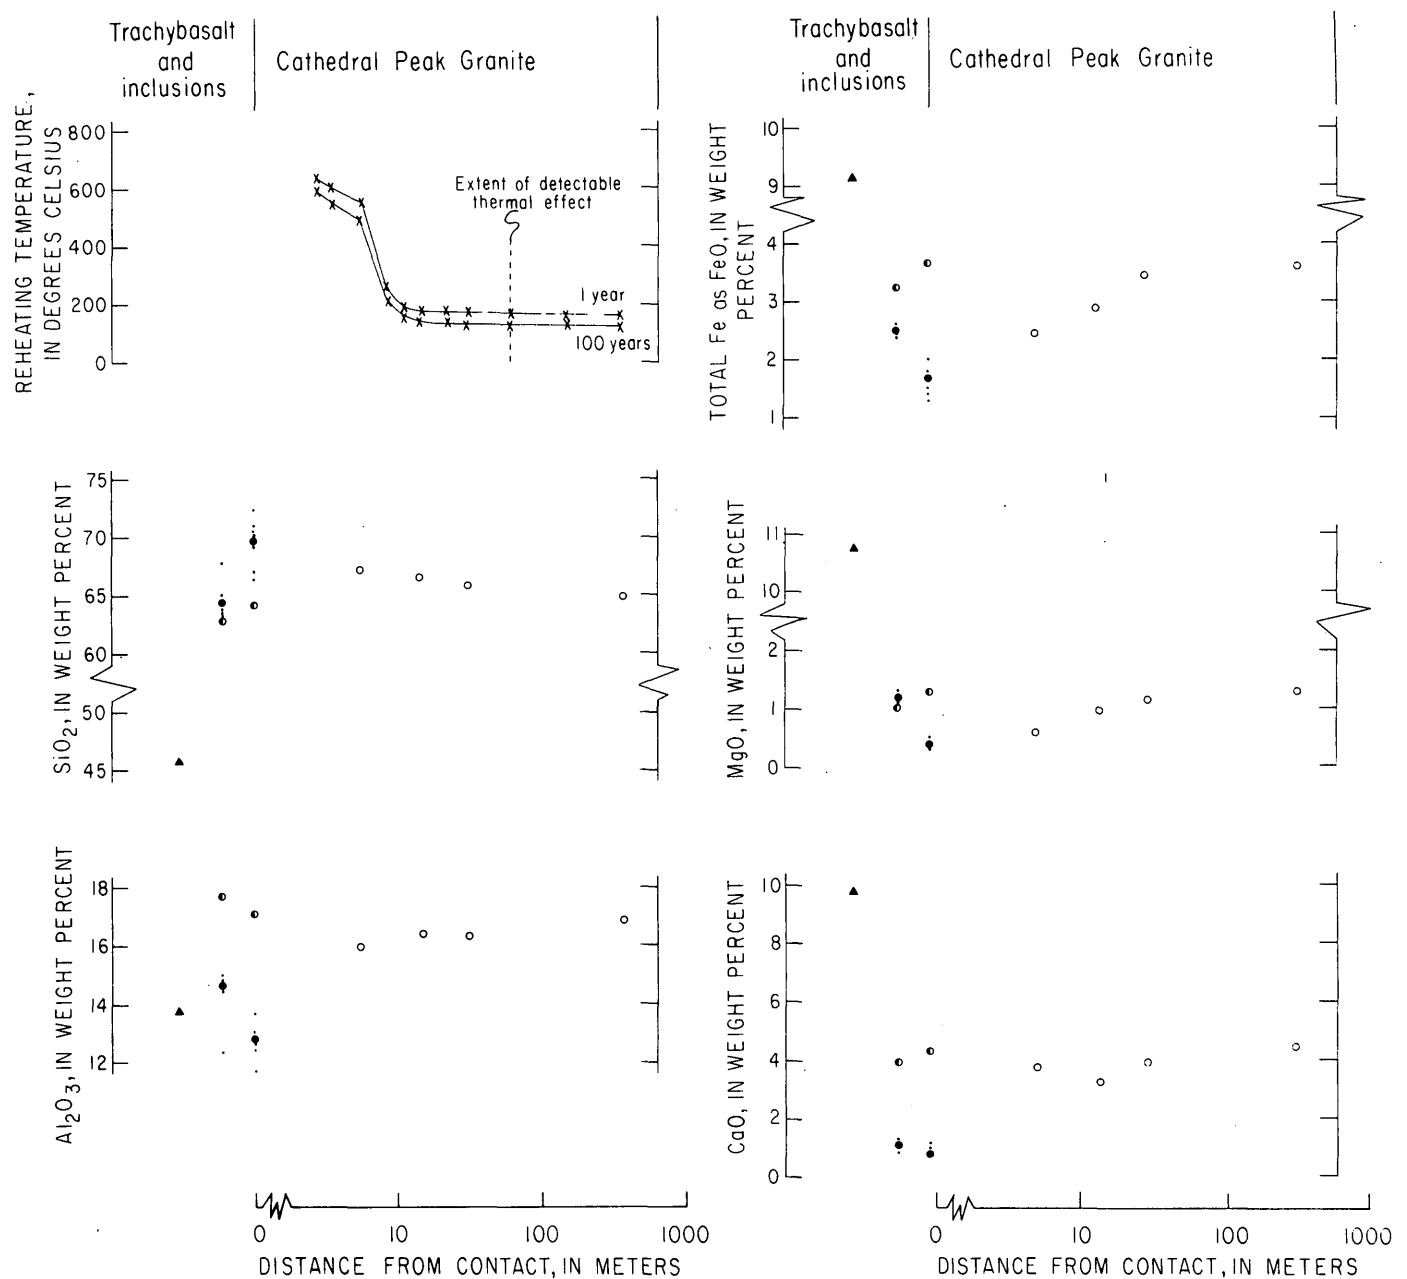 Trachybasalt
and
inclusions
Cathedral Peak Granite
REHEATING TEMPERATURE,
IN DEGREES CELSIUS
800
600
400
200
0
Extent of detectable
thermal effect
1 year
100 years
SiO2, IN WEIGHT PERCENT
75
70
65
60
50
45
Al2O3, IN WEIGHT PERCENT
18
16
14
12
0 10 100 1000
DISTANCE FROM CONTACT, IN METERS
Trachybasalt
and
inclusions
Cathedral Peak Granite
TOTAL Fe as FeO, IN WEIGHT
PERCENT
10
9
4
3
2
1
MgO, IN WEIGHT PERCENT
11
10
2
1
0
CaO, IN WEIGHT PERCENT
10
8
6
4
2
0
0 10 100 1000
DISTANCE FROM CONTACT, IN METERS